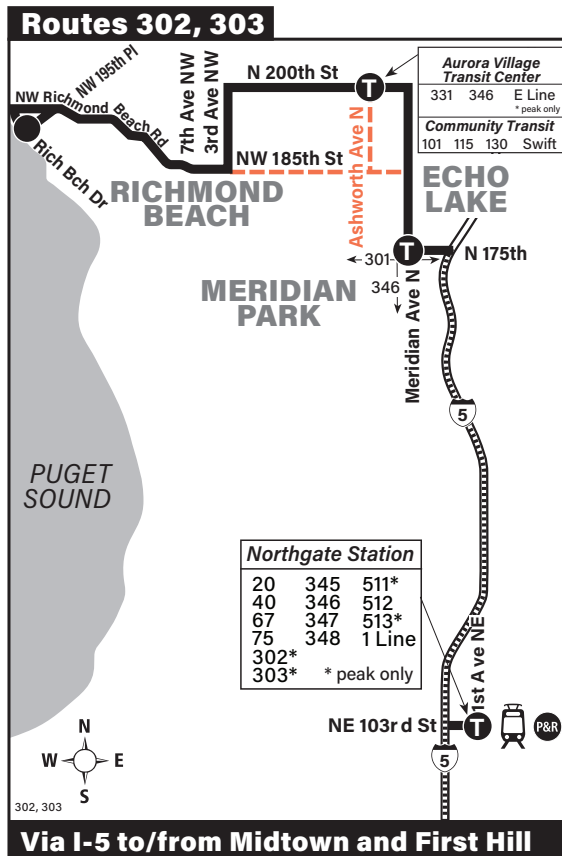 Routes 302, 303
NW Richmond Beach Rd
NW 195th Pl
7th Ave NW
3rd Ave NW
N 200th St
T
Aurora Village
Transit Center
331 346 E Line
* peak only
Community Transit
101 115 130 Swift
Rich Bch Dr
RICHMOND
BEACH
NW 185th St
Ashworth Ave N
ECHO
LAKE
T
N 175th
301
346
MERIDIAN
PARK
Meridian Ave N
5
PUGET
SOUND
Northgate Station
20 345 511*
40 346 512
67 347 513*
75 348 1 Line
302*
303* * peak only
1st Ave NE
NE 103rd St
T
P&R
5
N
W E
S
302, 303
Via I-5 to/from Midtown and First Hill